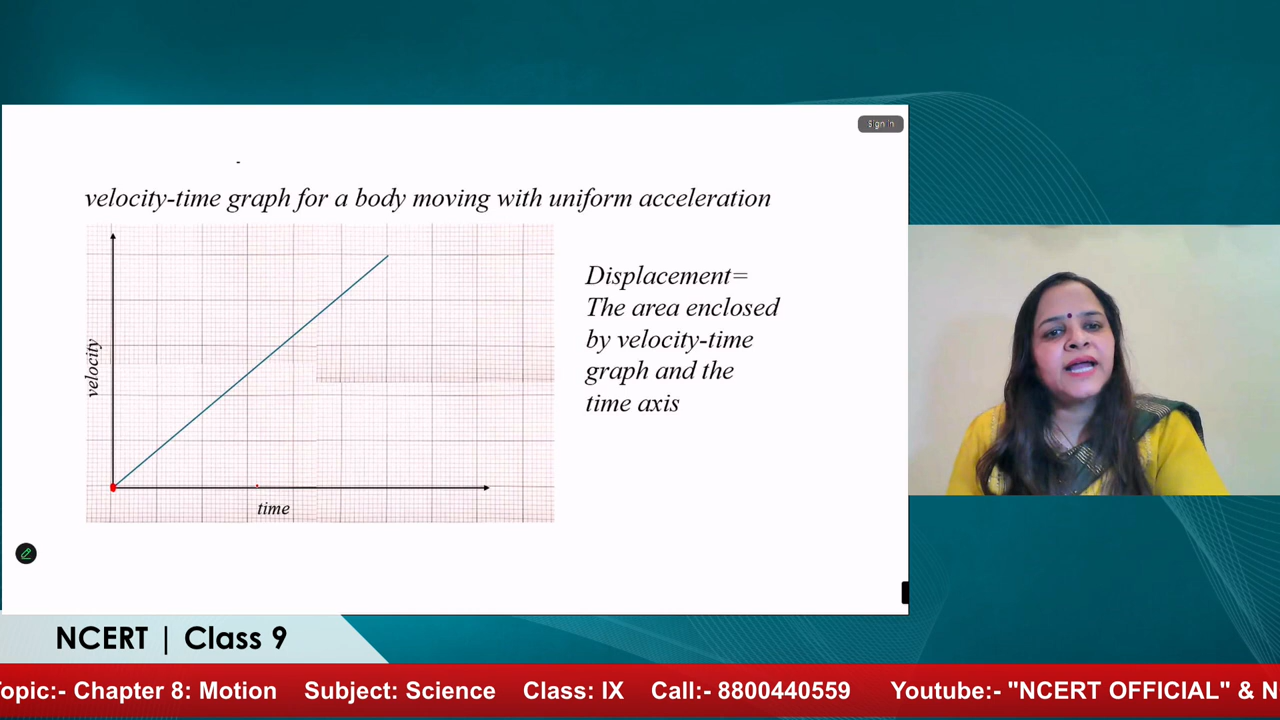 Sign in
velocity-time graph for a body moving with uniform acceleration
velocity
time
Displacement=
The area enclosed
by velocity-time
graph and the
time axis
NCERT | Class 9
opic:- Chapter 8: Motion Subject: Science Class: IX Call:- 8800440559 Youtube:- "NCERT OFFICIAL" & N